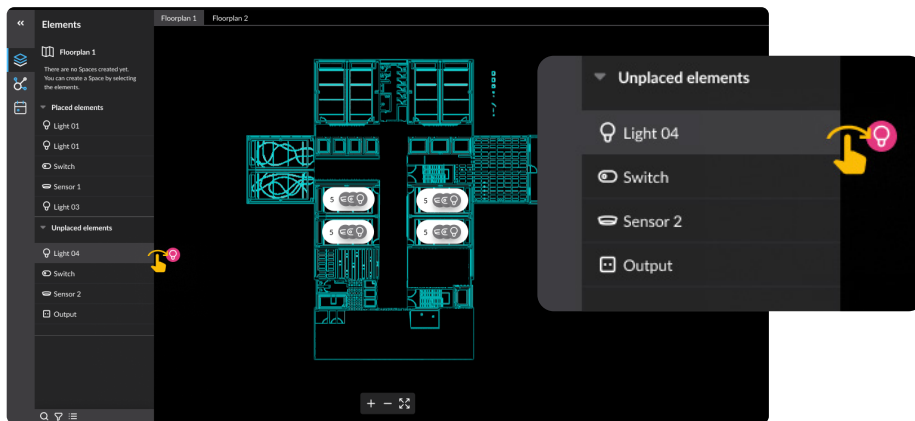 Elements
Floorplan 1
Floorplan 2
Floorplan 1
There are no Spaces created yet.
You can create a Space by selecting
the elements.
Placed elements
Light 01
Light 01
Switch
Sensor 1
Light 03
Unplaced elements
Light 04
Switch
Sensor 2
Output
5
5
5
5
Unplaced elements
Light 04
Switch
Sensor 2
Output